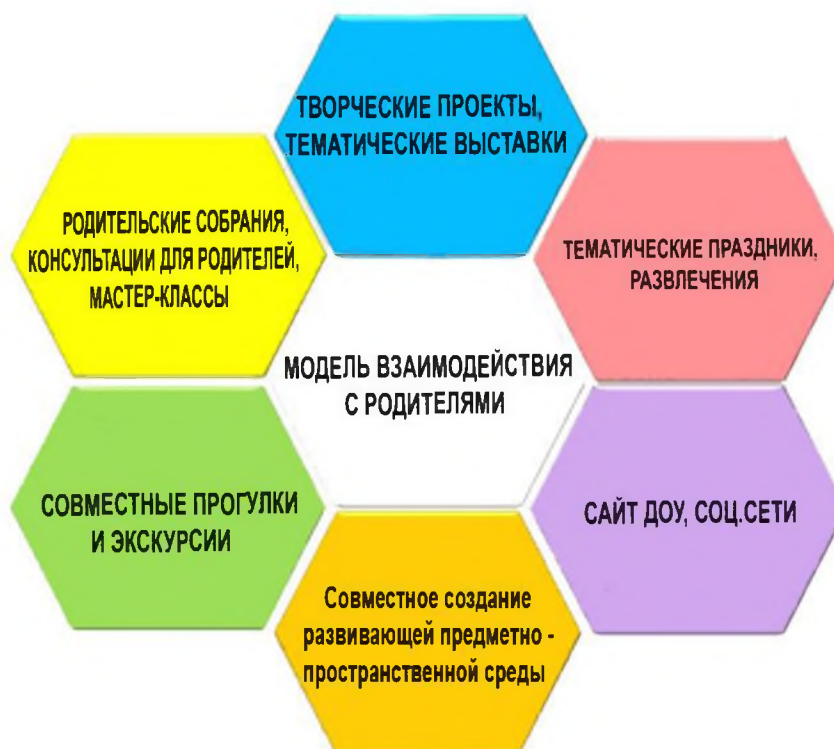 ТВОРЧЕСКИЕ ПРОЕКТЫ,
ТЕМАТИЧЕСКИЕ ВЫСТАВКИ
РОДИТЕЛЬСКИЕ СОБРАНИЯ,
КОНСУЛЬТАЦИИ ДЛЯ РОДИТЕЛЕЙ,
МАСТЕР-КЛАССЫ
ТЕМАТИЧЕСКИЕ ПРАЗДНИКИ,
РАЗВЛЕЧЕНИЯ
МОДЕЛЬ ВЗАИМОДЕЙСТВИЯ
С РОДИТЕЛЯМИ
СОВМЕСТНЫЕ ПРОГУЛКИ
И ЭКСКУРСИИ
САЙТ ДОУ, СОЦ.СЕТИ
Совместное создание
развивающей предметно -
пространственной среды